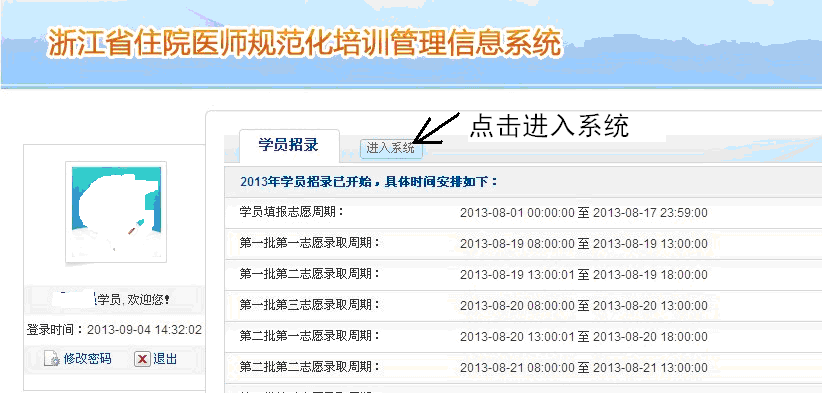 浙江省住院医师规范化培训管理信息系统
点击进入系统
学员招录
进入系统
2013年学员招录已开始，具体时间安排如下：
学员填报志愿周期： 2013-08-01 00:00:00 至 2013-08-17 23:59:00
第一批第一志愿录取周期： 2013-08-19 08:00:00 至 2013-08-19 13:00:00
第一批第二志愿录取周期： 2013-08-19 13:00:01 至 2013-08-19 18:00:00
第一批第三志愿录取周期： 2013-08-20 08:00:00 至 2013-08-20 13:00:00
第二批第一志愿录取周期： 2013-08-20 13:00:01 至 2013-08-20 18:00:00
第二批第二志愿录取周期： 2013-08-21 08:00:00 至 2013-08-21 13:00:00
学员, 欢迎您!
登录时间：2013-09-04 14:32:02
修改密码 退出